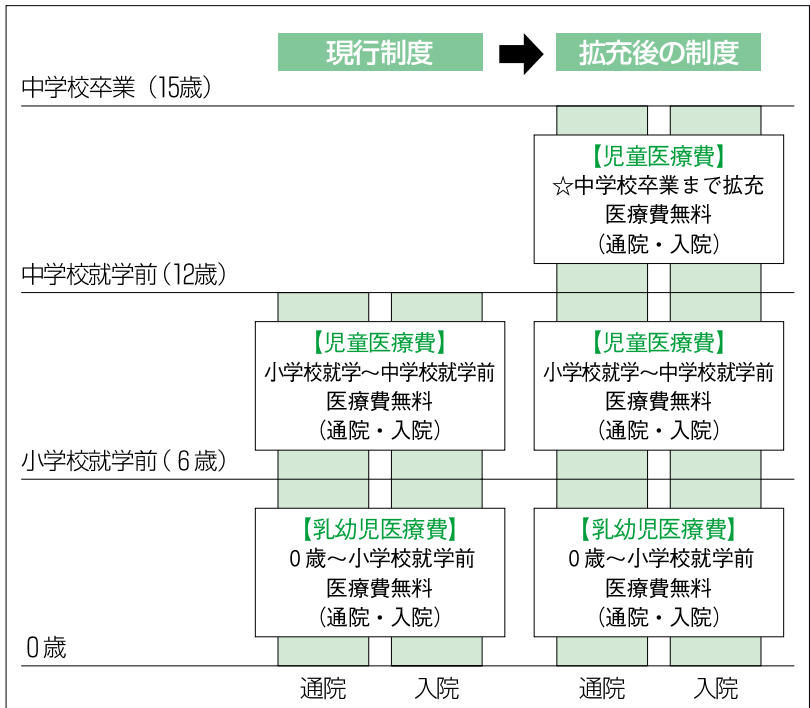 現行制度
拡充後の制度
中学校卒業(15歳)
【児童医療費】
☆中学校卒業まで拡充
医療費無料
(通院・入院)
中学校就学前(12歳)
【児童医療費】
小学校就学～中学校就学前
医療費無料
(通院・入院)
【児童医療費】
小学校就学～中学校就学前
医療費無料
(通院・入院)
小学校就学前(6歳)
【乳幼児医療費】
0歳～小学校就学前
医療費無料
(通院・入院)
【乳幼児医療費】
0歳～小学校就学前
医療費無料
(通院・入院)
0歳
通院
入院
通院
入院